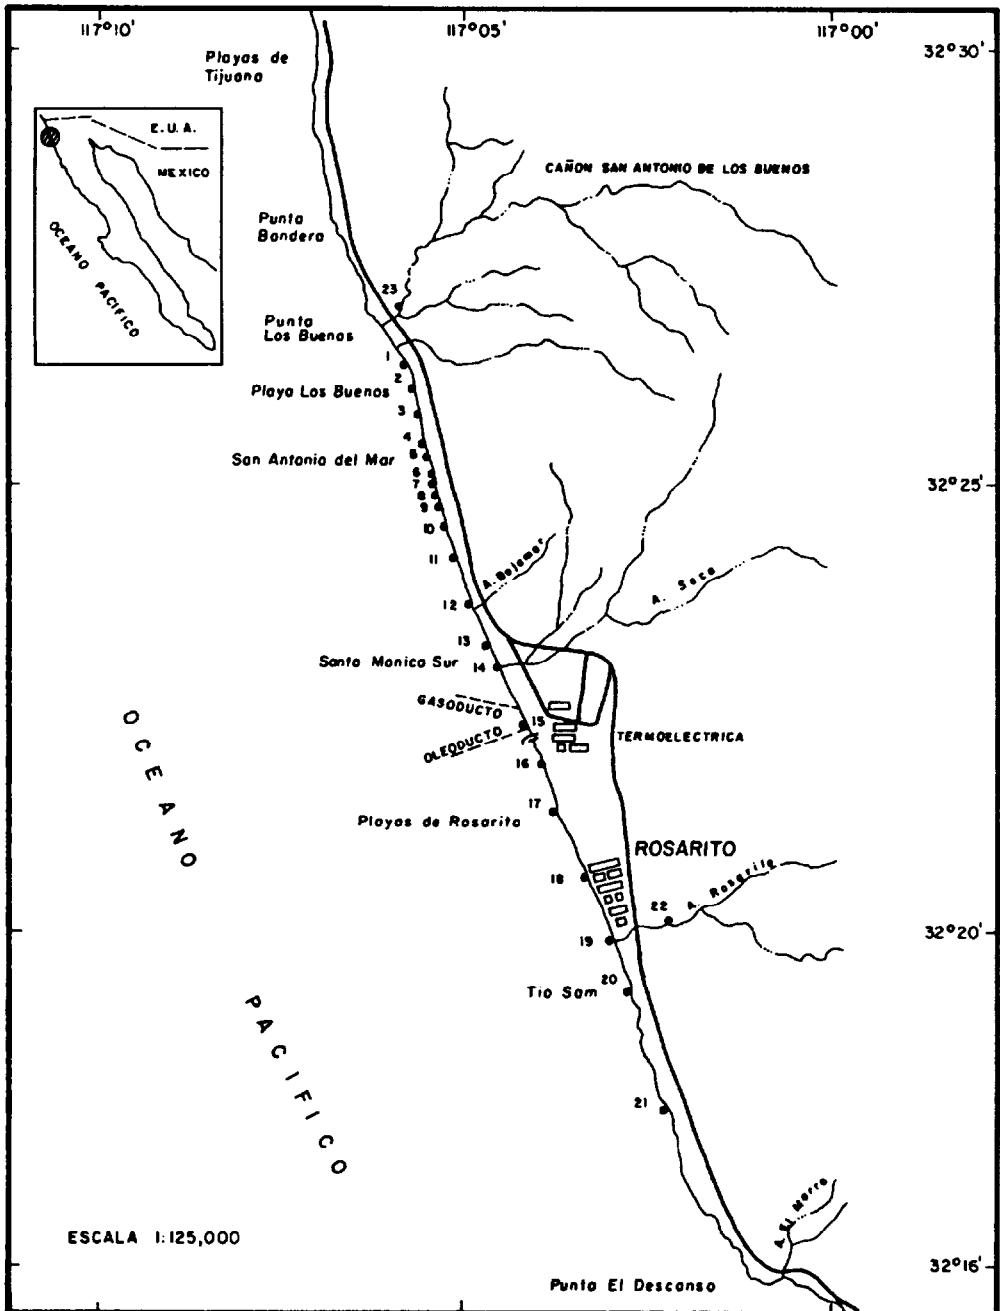 117°10'
117°05'
117°00'
32°30'
Playas de
Tijuana
E.U.A.
MEXICO
OCEANO PACIFICO
CAÑON SAN ANTONIO DE LOS BUENOS
Punta
Bandera
23
Punta
Los Buenos
1
2
Playa Los Buenos
3
4
5
San Antonio del Mar
6
7
8
9
32°25'
10
11
A. Bajamar
12
A. Seco
13
Santa Monica Sur
14
GASODUCTO
15
OLEODUCTO
TERMOELECTRICA
16
17
Playas de Rosarito
OCEANO
ROSARITO
18
A. Rosarito
22
19
32°20'
20
Tio Sam
PACIFICO
21
A. El Morro
ESCALA 1:125,000
32°16'
Punta El Descanso